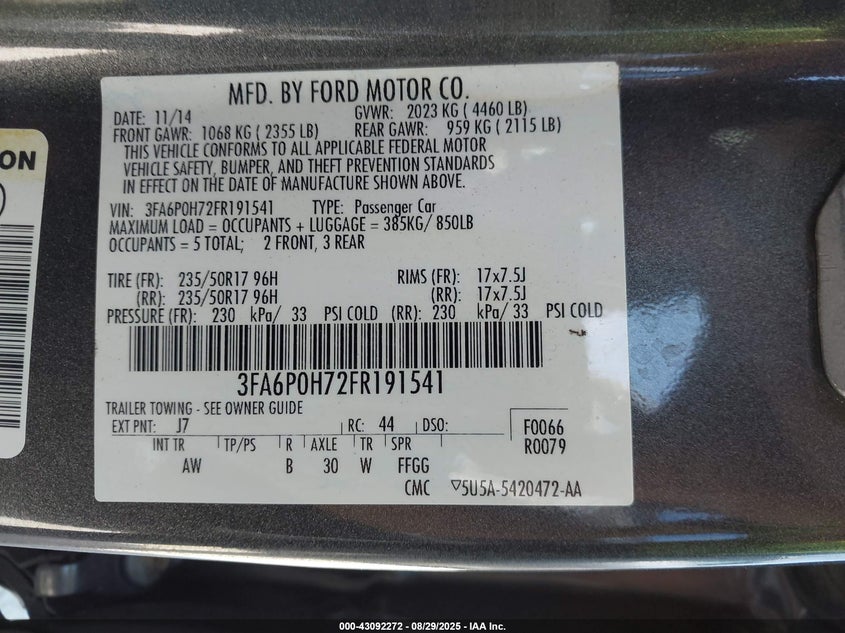 MFD. BY FORD MOTOR CO.
DATE: 11/14 GVWR: 2023 KG ( 4460 LB)
FRONT GAWR: 1068 KG ( 2355 LB) REAR GAWR: 959 KG ( 2115 LB)
THIS VEHICLE CONFORMS TO ALL APPLICABLE FEDERAL MOTOR
VEHICLE SAFETY, BUMPER, AND THEFT PREVENTION STANDARDS
IN EFFECT ON THE DATE OF MANUFACTURE SHOWN ABOVE.
VIN: 3FA6P0H72FR191541 TYPE: Passenger Car
MAXIMUM LOAD = OCCUPANTS + LUGGAGE = 385KG/ 850LB
OCCUPANTS = 5 TOTAL; 2 FRONT, 3 REAR
TIRE (FR): 235/50R17 96H RIMS (FR): 17x7.5J
(RR): 235/50R17 96H (RR): 17x7.5J
PRESSURE (FR): 230 kPa/ 33 PSI COLD (RR): 230 kPa/ 33 PSI COLD
3FA6P0H72FR191541
TRAILER TOWING - SEE OWNER GUIDE
EXT PNT: J7 RC: 44 DSO: F0066
R0079
INT TR TP/PS R AXLE TR SPR
AW B 30 W FFGG
CMC ▽5U5A-5420472-AA
ON
000-43092272 - 08/29/2025 - IAA Inc.